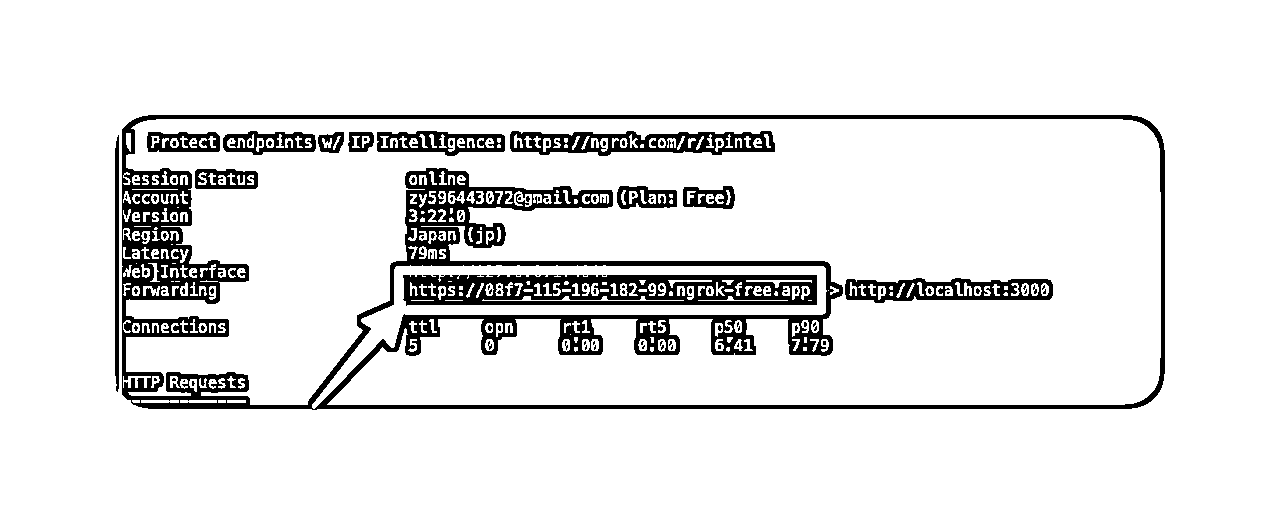 Protect endpoints w/ IP Intelligence: https://ngrok.com/r/ipintel
Session Status online
Account zy596443072@gmail.com (Plan: Free)
Version 3.22.0
Region Japan (jp)
Latency 79ms
Web Interface
Forwarding https://08f7-115-196-182-99.ngrok-free.app -> http://localhost:3000
Connections ttl opn rt1 rt5 p50 p90
5 0 0.00 0.00 6.41 7.79
HTTP Requests